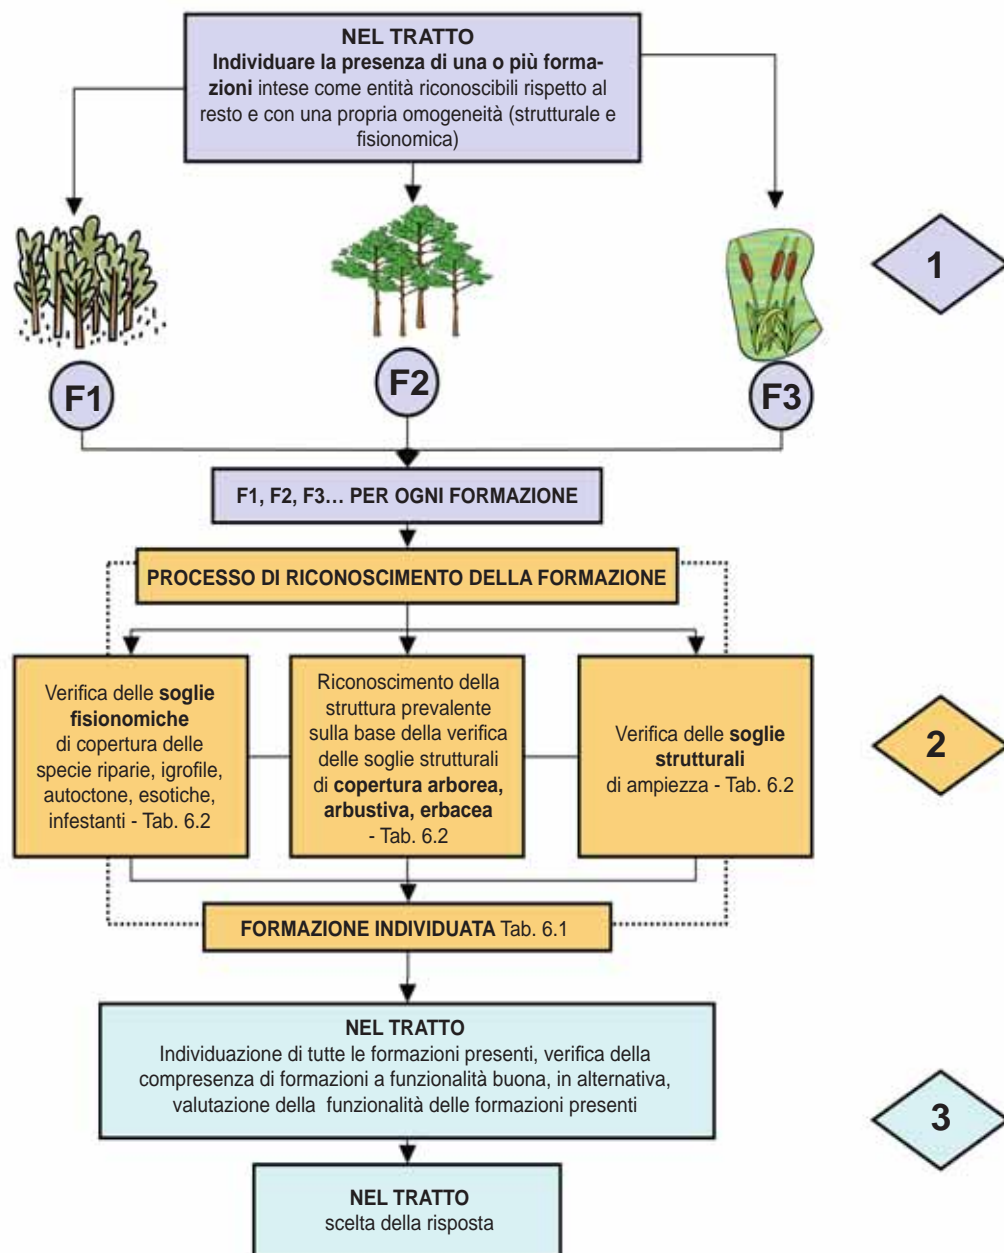 NEL TRATTO
Individuare la presenza di una o più forma-
zioni intese come entità riconoscibili rispetto al
resto e con una propria omogeneità (strutturale e
fisionomica)
1
F1
F2
F3
F1, F2, F3… PER OGNI FORMAZIONE
PROCESSO DI RICONOSCIMENTO DELLA FORMAZIONE
Verifica delle soglie
fisionomiche
di copertura delle
specie riparie, igrofile,
autoctone, esotiche,
infestanti - Tab. 6.2
Riconoscimento della
struttura prevalente
sulla base della verifica
delle soglie strutturali
di copertura arborea,
arbustiva, erbacea
- Tab. 6.2
Verifica delle soglie
strutturali
di ampiezza - Tab. 6.2
2
FORMAZIONE INDIVIDUATA Tab. 6.1
NEL TRATTO
Individuazione di tutte le formazioni presenti, verifica della
compresenza di formazioni a funzionalità buona, in alternativa,
valutazione della funzionalità delle formazioni presenti
3
NEL TRATTO
scelta della risposta